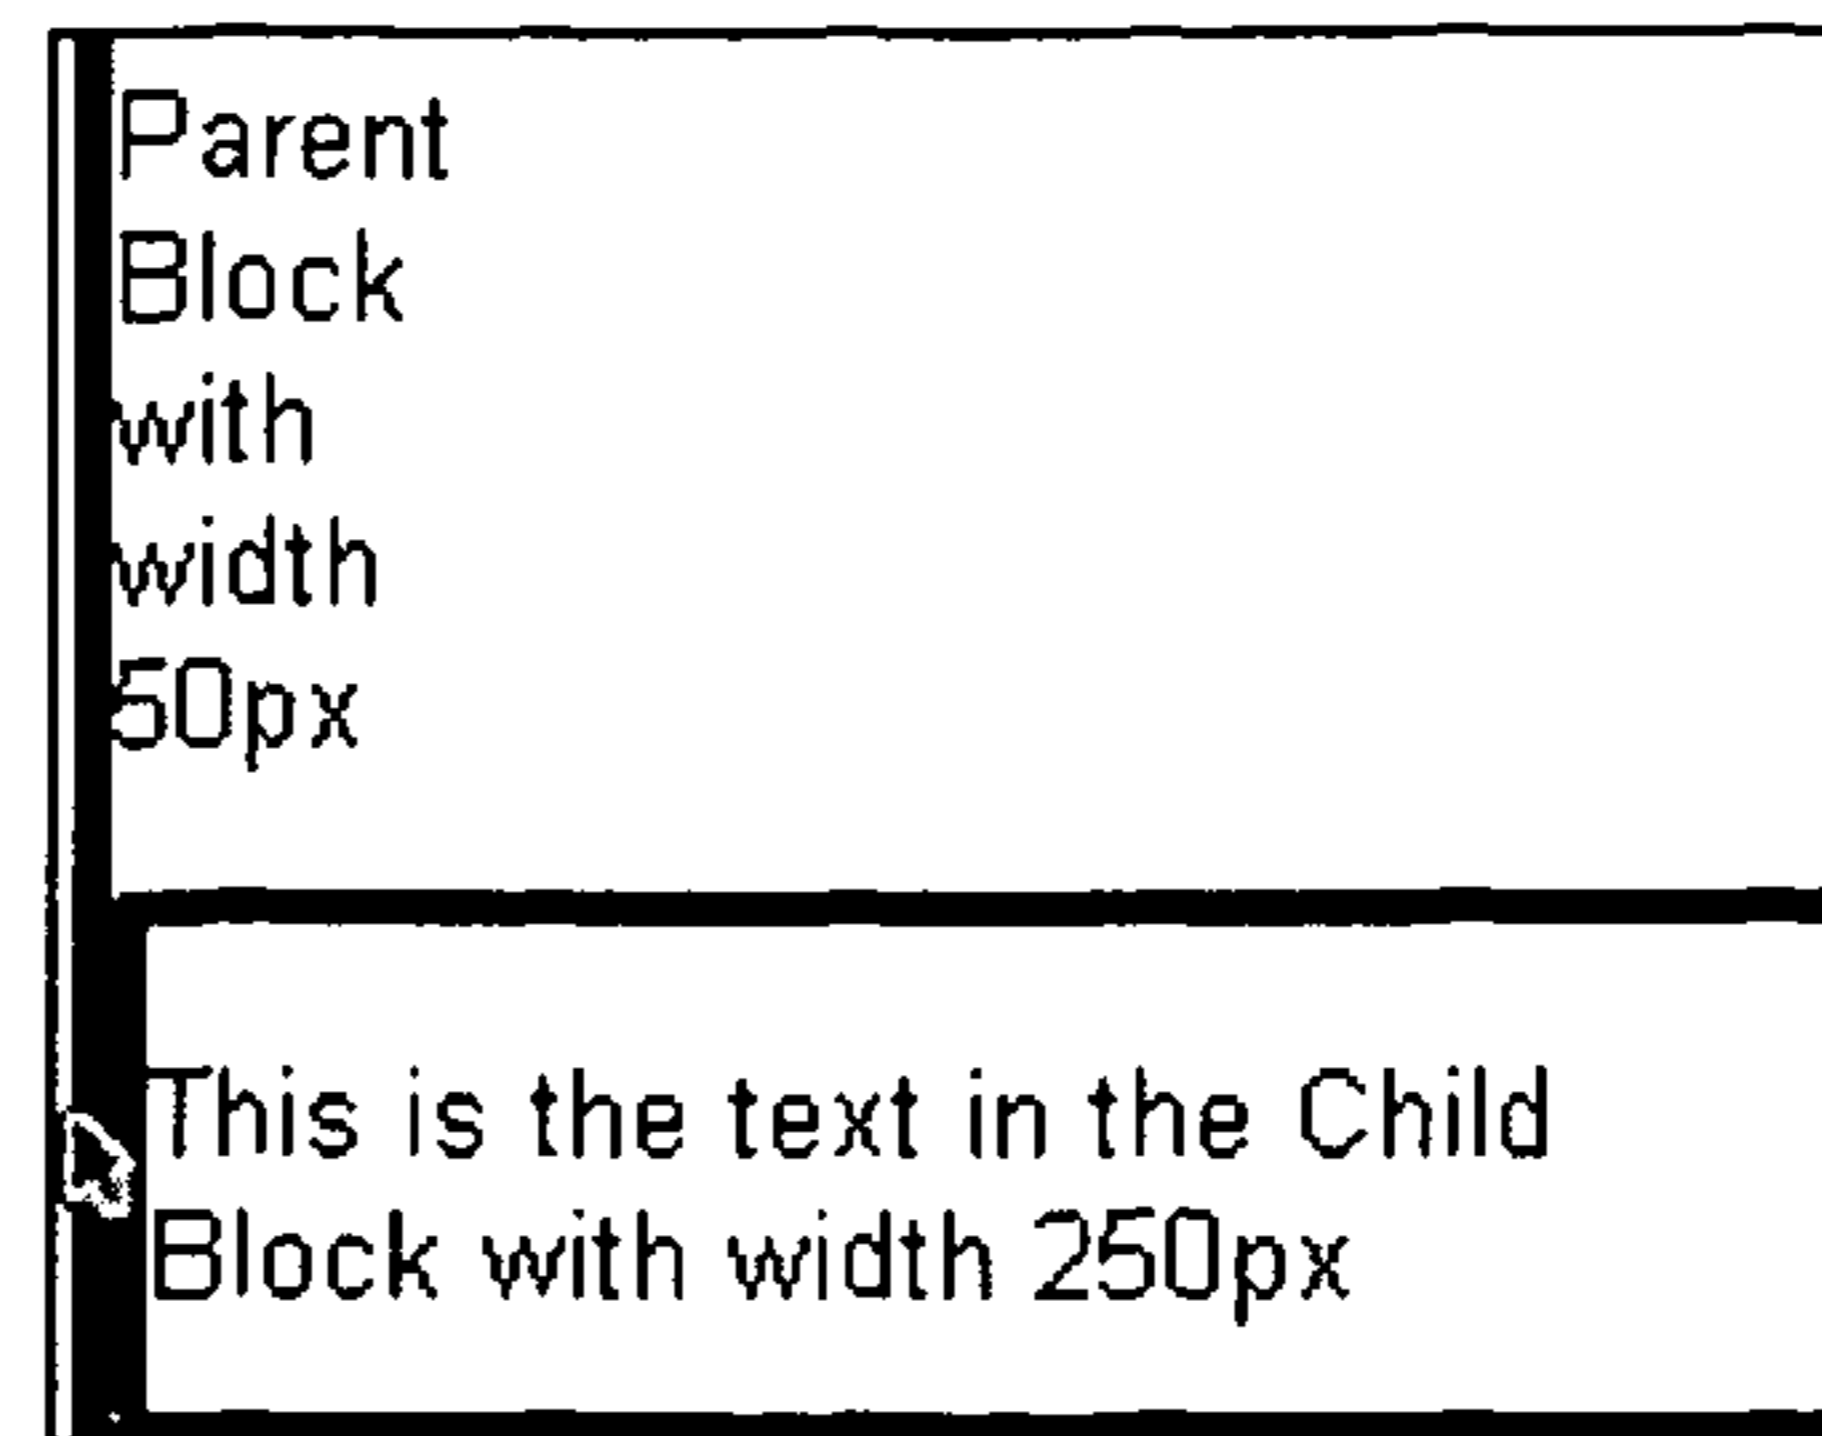 Parent
Block
with
width
50px
This is the text in the Child
Block with width 250px